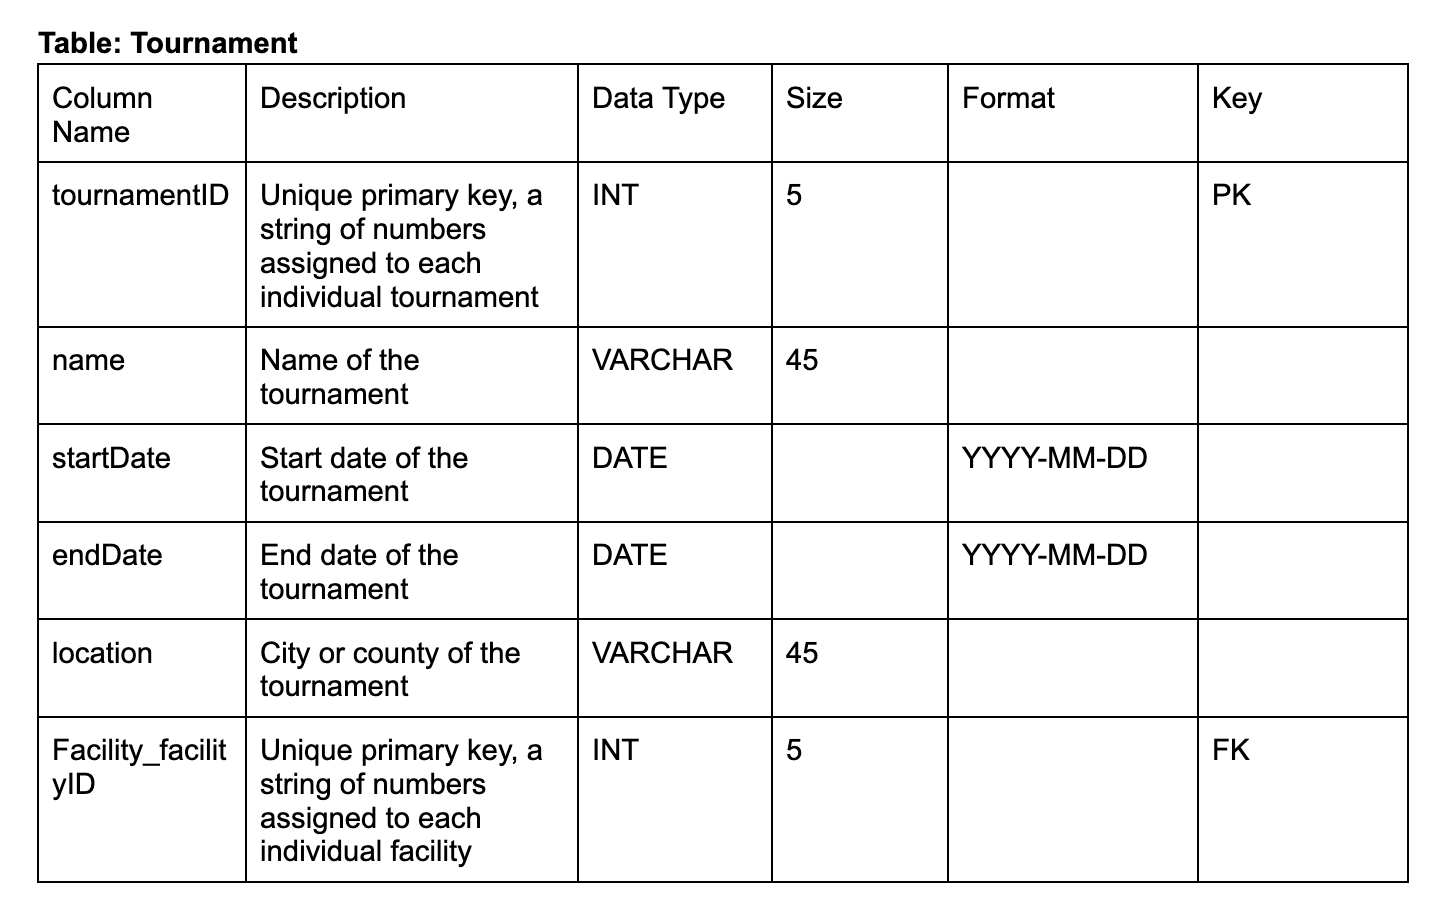 Table: Tournament
Column Name | Description | Data Type | Size | Format | Key
tournamentID | Unique primary key, a string of numbers assigned to each individual tournament | INT | 5 | | PK
name | Name of the tournament | VARCHAR | 45 | |
startDate | Start date of the tournament | DATE | | YYYY-MM-DD |
endDate | End date of the tournament | DATE | | YYYY-MM-DD |
location | City or county of the tournament | VARCHAR | 45 | |
Facility_facilityID | Unique primary key, a string of numbers assigned to each individual facility | INT | 5 | | FK